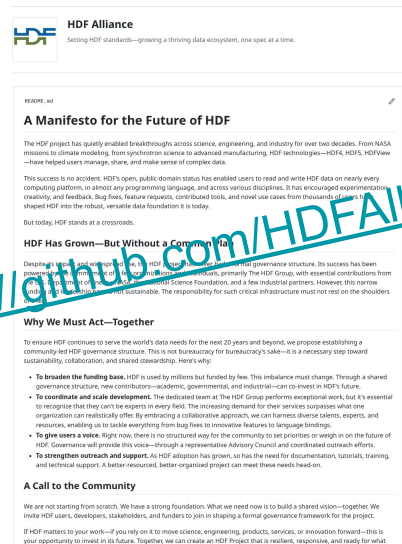 HDF
HDF Alliance
Setting HDF standards—growing a thriving data ecosystem, one spec at a time.
README.md
A Manifesto for the Future of HDF
The HDF project has quietly enabled breakthroughs across science, engineering, and industry for over two decades. From NASA
missions to climate modeling, from synchrotron science to advanced manufacturing, HDF technologies—HDF4, HDF5, HDFView
—have helped users manage, share, and make sense of complex data.
This success is no accident. HDF's open, public-domain status has enabled users to read and write HDF data on nearly every
computing platform, in almost any programming language, and across various disciplines. It has encouraged experimentation,
creativity, and feedback. Bug fixes, feature requests, contributed tools, and novel use cases from thousands of users
shaped HDF into the robust, versatile data foundation it is today.
But today, HDF stands at a crossroads.
HDF Has Grown—But Without a Common Plan
Despite its impact and widespread use, the HDF project has never had formal governance structure. Its success has been
powered by the commitment of a few organizations and individuals, primarily The HDF Group, with essential contributions from
the U.S. Department of NASA, the National Science Foundation, and a few industrial partners. However, this narrow
funding and leadership base is not sustainable. The responsibility for such critical infrastructure must not rest on the shoulders
/github.com/HDFAll
Why We Must Act—Together
To ensure HDF continues to serve the world's data needs for the next 20 years and beyond, we propose establishing a
community-led HDF governance structure. This is not bureaucracy for bureaucracy's sake—it is a necessary step toward
sustainability, collaboration, and shared stewardship. Here's why:
• To broaden the funding base. HDF is used by millions but funded by few. This imbalance must change. Through a shared
governance structure, new contributors—academic, governmental, and industrial—can co-invest in HDF's future.
• To coordinate and scale development. The dedicated team at The HDF Group performs exceptional work, but it's essential
to recognize that they can't be experts in every field. The increasing demand for their services surpasses what one
organization can realistically offer. By embracing a collaborative approach, we can harness diverse talents, experts, and
resources, enabling us to tackle everything from bug fixes to innovative features to language bindings.
• To give users a voice. Right now, there is no structured way for the community to set priorities or weigh in on the future of
HDF. Governance will provide this voice—through a representative Advisory Council and coordinated outreach efforts.
• To strengthen outreach and support. As HDF adoption has grown, so has the need for documentation, tutorials, training,
and technical support. A better-resourced, better-organized project can meet these needs head-on.
A Call to the Community
We are not starting from scratch. We have a strong foundation. What we need now is to build a shared vision—together. We
invite HDF users, developers, stakeholders, and funders to join in shaping a formal governance framework for the project.
If HDF matters to your work—if you rely on it to move science, engineering, products, services, or innovation forward—this is
your opportunity to invest in its future. Together, we can create an HDF Project that is resilient, responsive, and ready for what